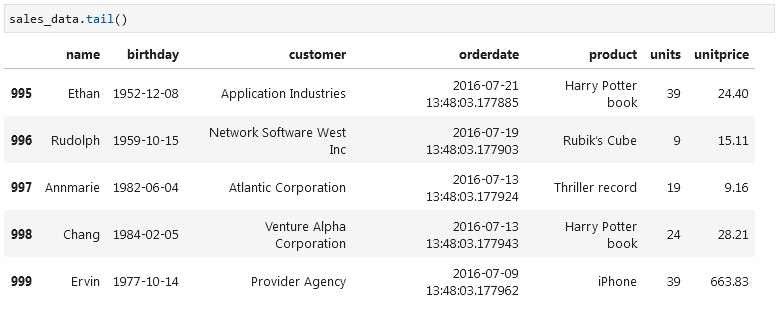 sales_data.tail()
name birthday customer orderdate product units unitprice
995 Ethan 1952-12-08 Application Industries 2016-07-21 13:48:03.177885 Harry Potter book 39 24.40
996 Rudolph 1959-10-15 Network Software West Inc 2016-07-19 13:48:03.177903 Rubik's Cube 9 15.11
997 Annmarie 1982-06-04 Atlantic Corporation 2016-07-13 13:48:03.177924 Thriller record 19 9.16
998 Chang 1984-02-05 Venture Alpha Corporation 2016-07-13 13:48:03.177943 Harry Potter book 24 28.21
999 Ervin 1977-10-14 Provider Agency 2016-07-09 13:48:03.177962 iPhone 39 663.83